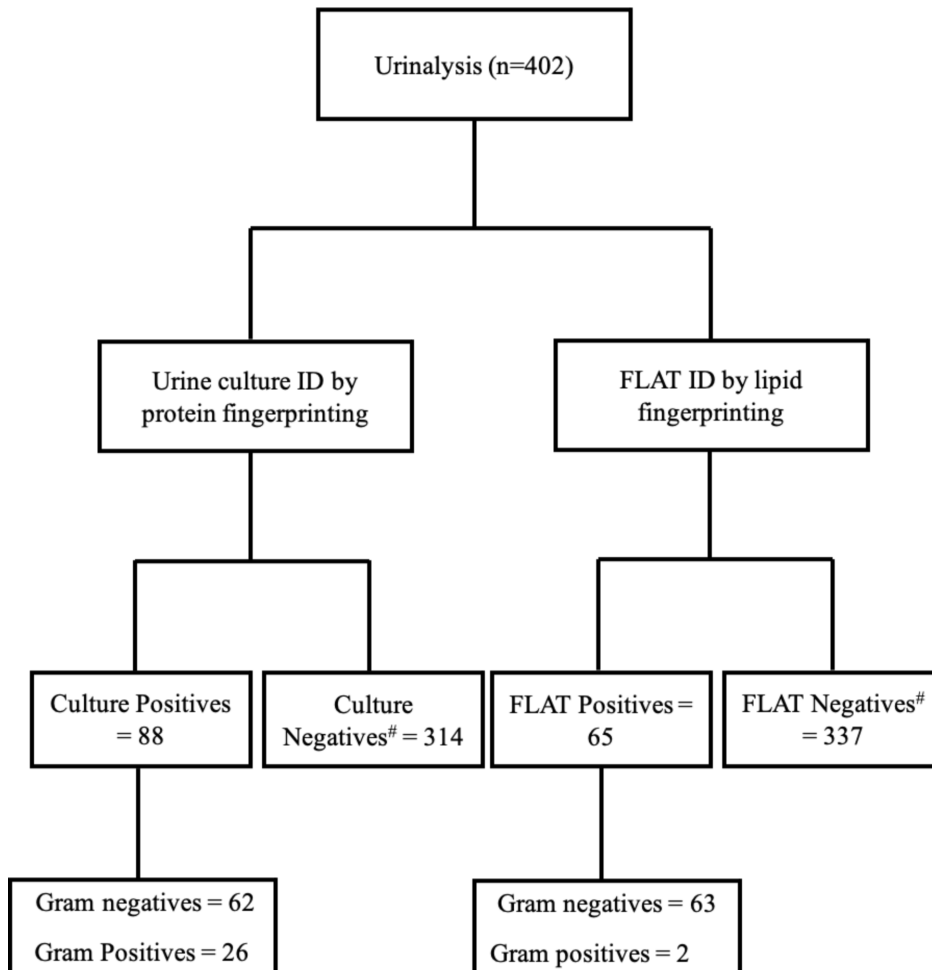 Urinalysis (n=402)
Urine culture ID by
protein fingerprinting
FLAT ID by lipid
fingerprinting
Culture Positives
= 88
Culture
Negatives# = 314
FLAT Positives =
65
FLAT Negatives#
= 337
Gram negatives = 62
Gram Positives = 26
Gram negatives = 63
Gram positives = 2